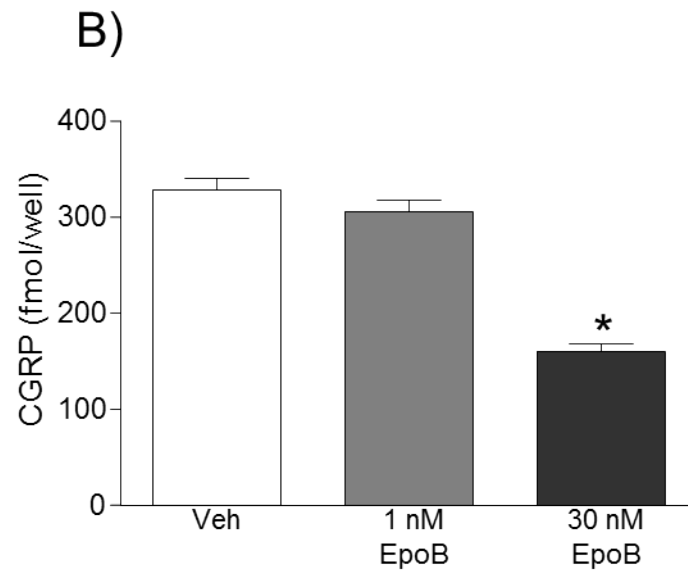 B)
400
300
200
100
0
CGRP (fmol/well)
*
Veh
1 nM
EpoB
30 nM
EpoB